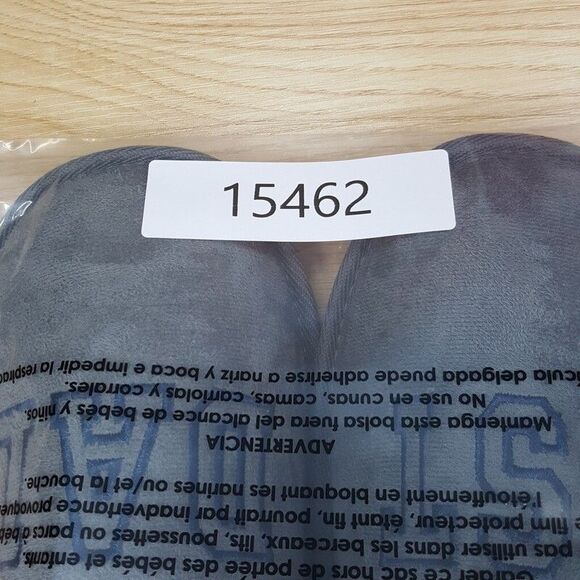 15462
Garder ce sac hors de portée des bébés et enfants.
pas utiliser dans les berceaux, lits, poussettes ou parcs à
film protecteur, étant fin, pourrait par inadvertance
l'étouffement en bloquant les narines ou/et la bouche.
ADVERTENCIA
Mantenga esta bolsa fuera del alcance de bebés y niños.
No use en cunas, camas, carriolas y corrales.
delgada puede adherirse a nariz y boca e impedir la